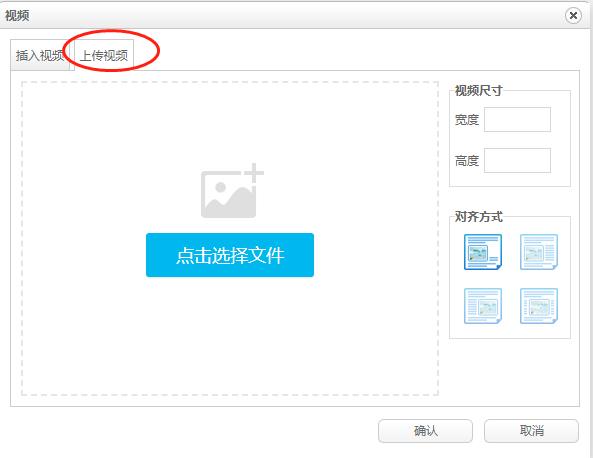 视频
插入视频 上传视频
视频尺寸
宽度
高度
点击选择文件
对齐方式
确认 取消